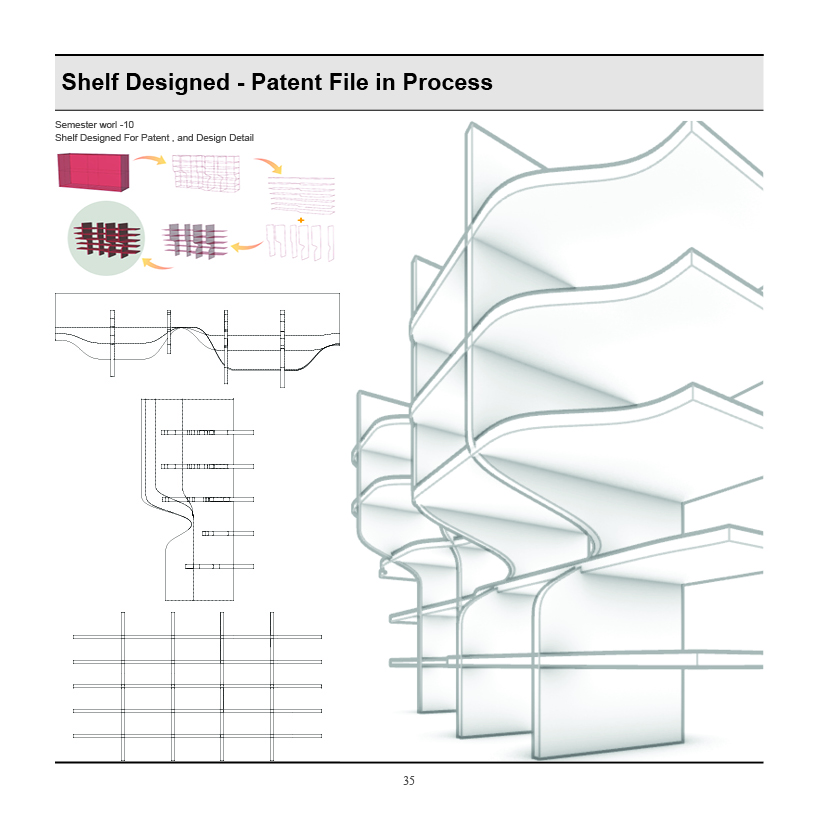 Shelf Designed - Patent File in Process
Semester worl -10
Shelf Designed For Patent , and Design Detail
35